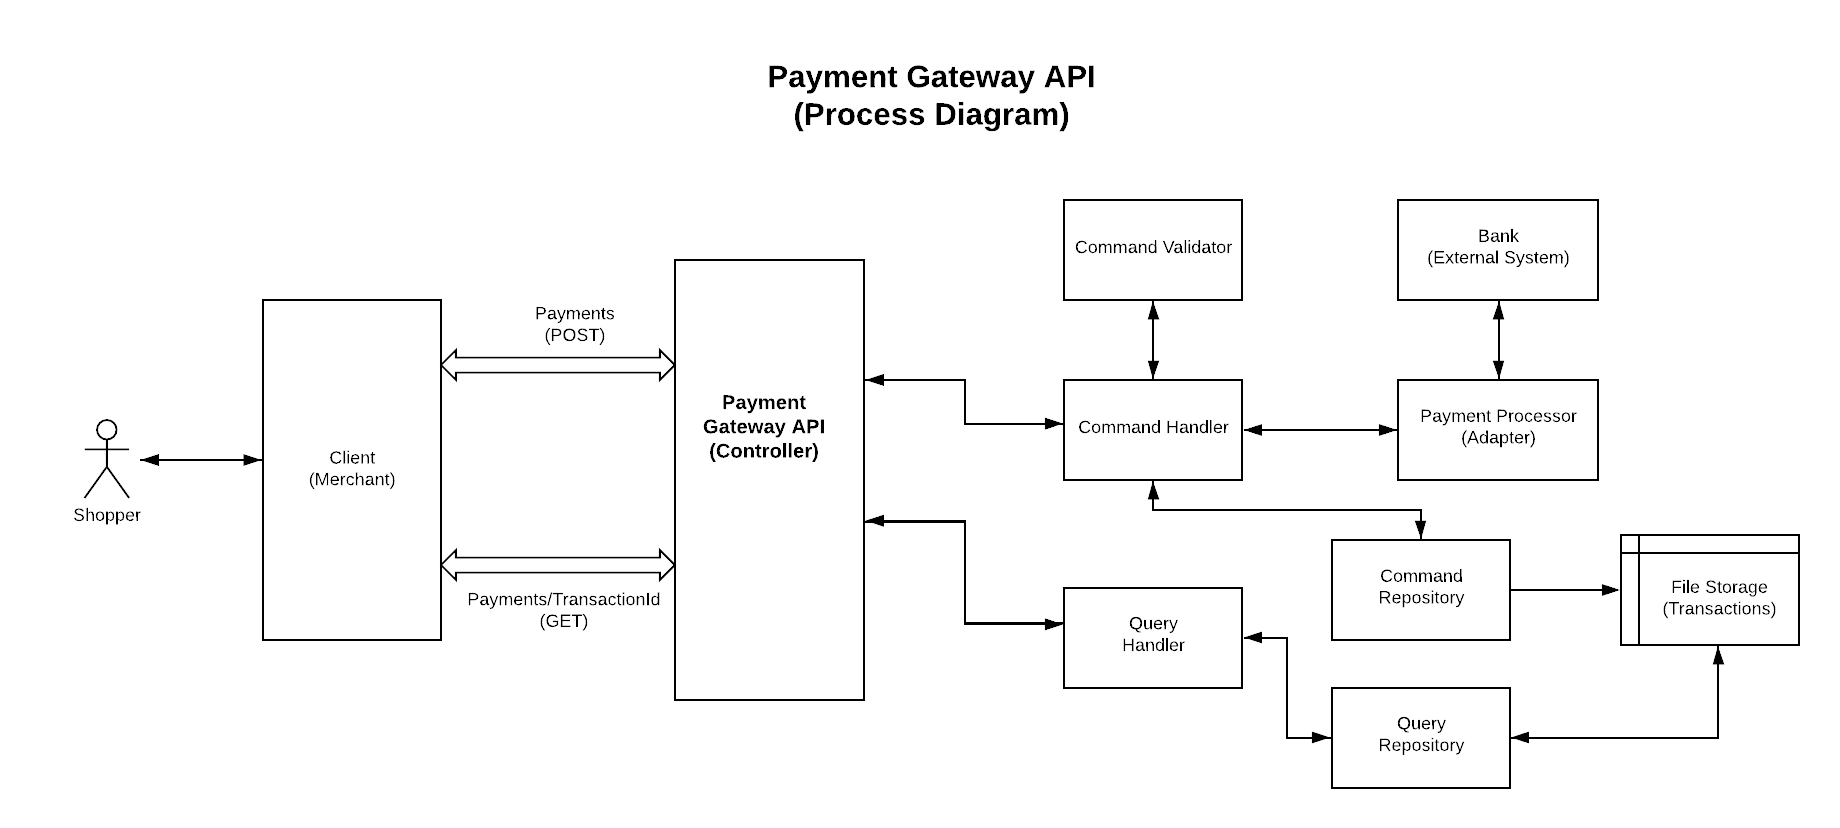 Payment Gateway API
(Process Diagram)
Command Validator
Bank
(External System)
Payments
(POST)
Payment
Gateway API
(Controller)
Command Handler
Payment Processor
(Adapter)
Client
(Merchant)
Shopper
Payments/TransactionId
(GET)
Query
Handler
Command
Repository
File Storage
(Transactions)
Query
Repository